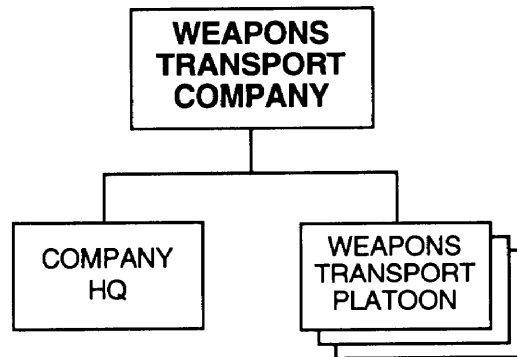 WEAPONS
TRANSPORT
COMPANY
COMPANY
HQ
WEAPONS
TRANSPORT
PLATOON